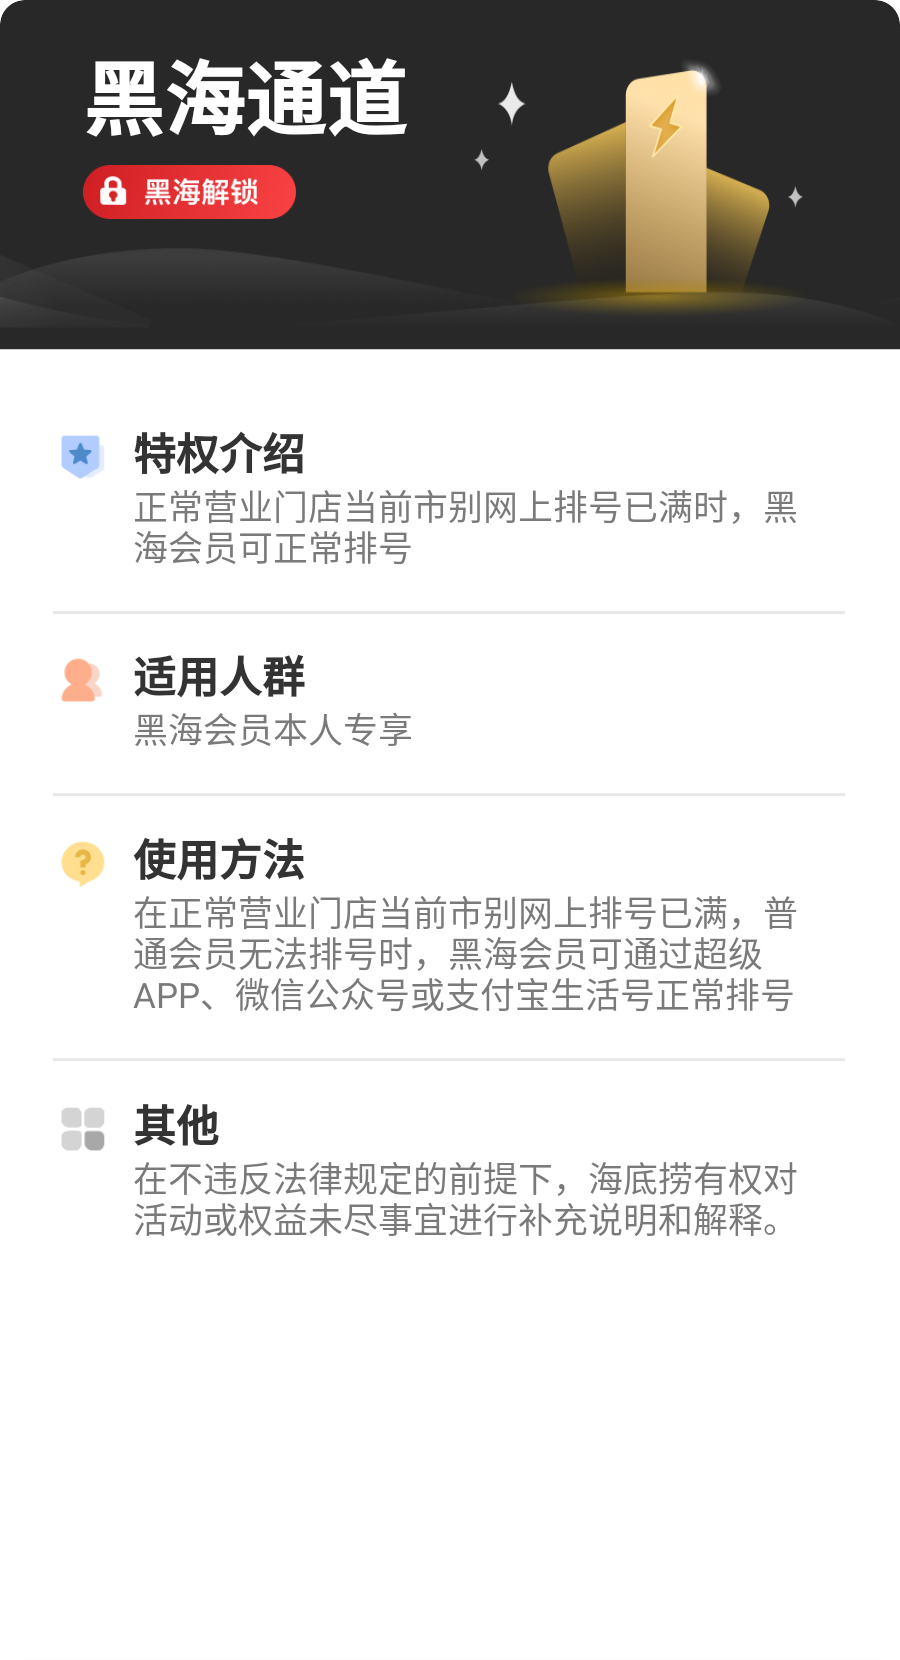 黑海通道
黑海解锁
特权介绍
正常营业门店当前市别网上排号已满时，黑
海会员可正常排号
适用人群
黑海会员本人专享
使用方法
在正常营业门店当前市别网上排号已满，普
通会员无法排号时，黑海会员可通过超级
APP、微信公众号或支付宝生活号正常排号
其他
在不违反法律规定的前提下，海底捞有权对
活动或权益未尽事宜进行补充说明和解释。